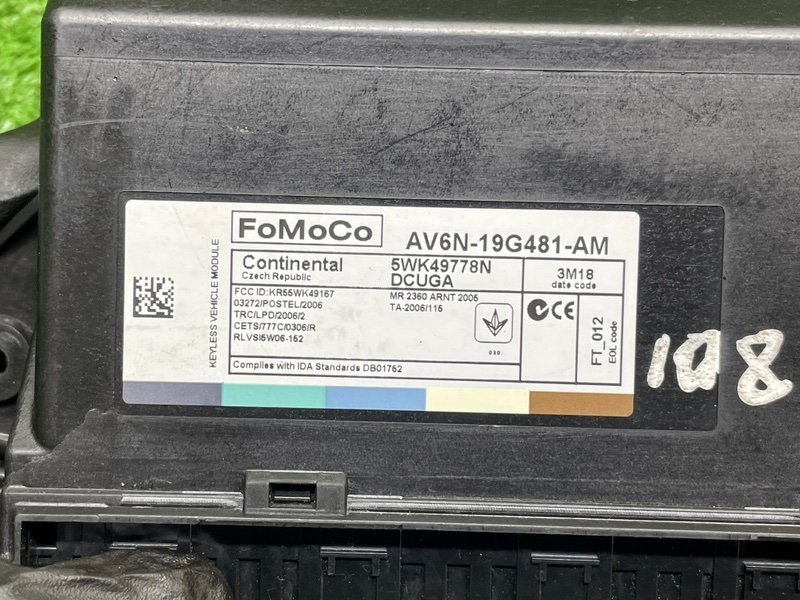 FoMoCo
AV6N-19G481-AM
KEYLESS VEHICLE MODULE
Continental
Czech Republic
5WK49778N
DCUGA
3M18
date code
FCC ID:KR55WK49167
03272/POSTEL/2006
TRC/LPD/2006/2
CETS/777C/0306/R
RLVSI5W06-152
MR 2360 ARNT 2005
TA-2006/115
030
CE
FT_012
EOL code
Complies with IDA Standards DB01752
108